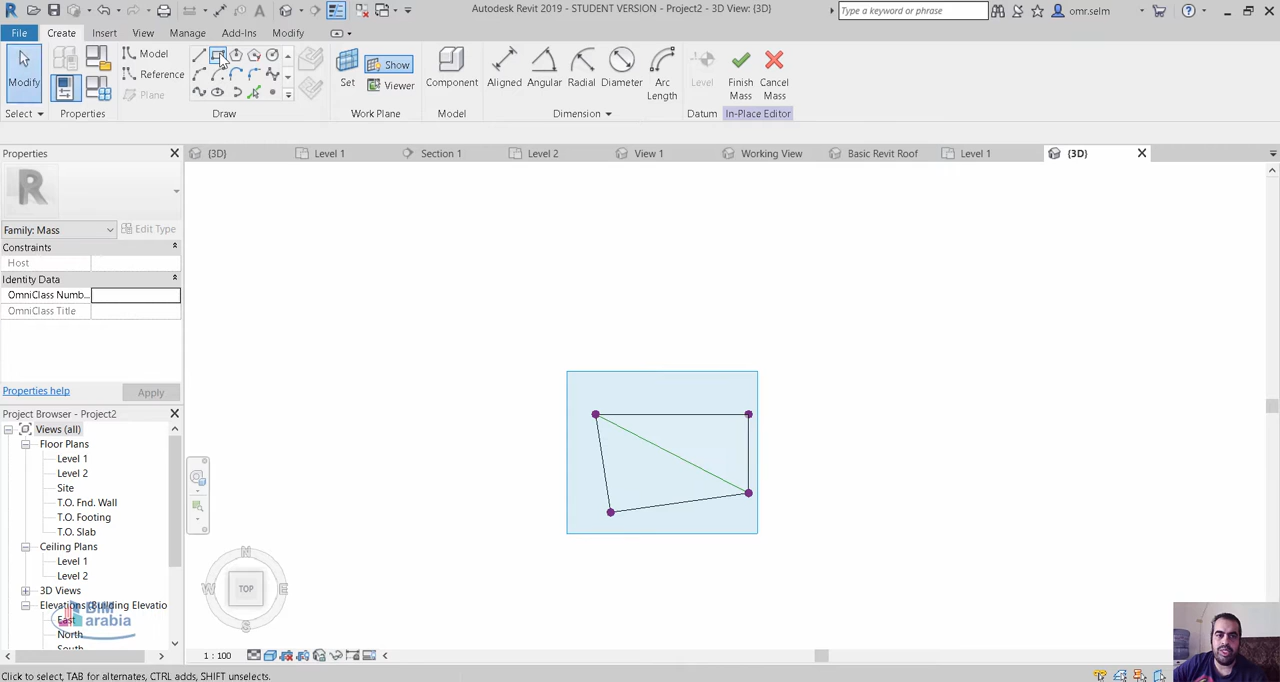 Autodesk Revit 2019 - STUDENT VERSION - Project2 - 3D View: {3D}
Type a keyword or phrase
omr.selm
File Create Insert View Manage Add-Ins Modify
Modify
Model
Reference
Plane
Set
Show
Viewer
Component
Aligned
Angular
Radial
Diameter
Arc
Length
Level
Finish
Mass
Cancel
Mass
Select
Properties
Draw
Work Plane
Model
Dimension
Datum
In-Place Editor
Properties
{3D}
Level 1
Section 1
Level 2
View 1
Working View
Basic Revit Roof
Level 1
{3D}
Family: Mass
Edit Type
Constraints
Host
Identity Data
OmniClass Numb...
OmniClass Title
Properties help
Apply
Project Browser - Project2
Views (all)
Floor Plans
Level 1
Level 2
Site
T.O. Fnd. Wall
T.O. Footing
T.O. Slab
Ceiling Plans
Level 1
Level 2
3D Views
Elevations (Building Elevatio
East
North
South
BIM
arabia
N
W
TOP
E
S
1 : 100
Click to select, TAB for alternates, CTRL adds, SHIFT unselects.